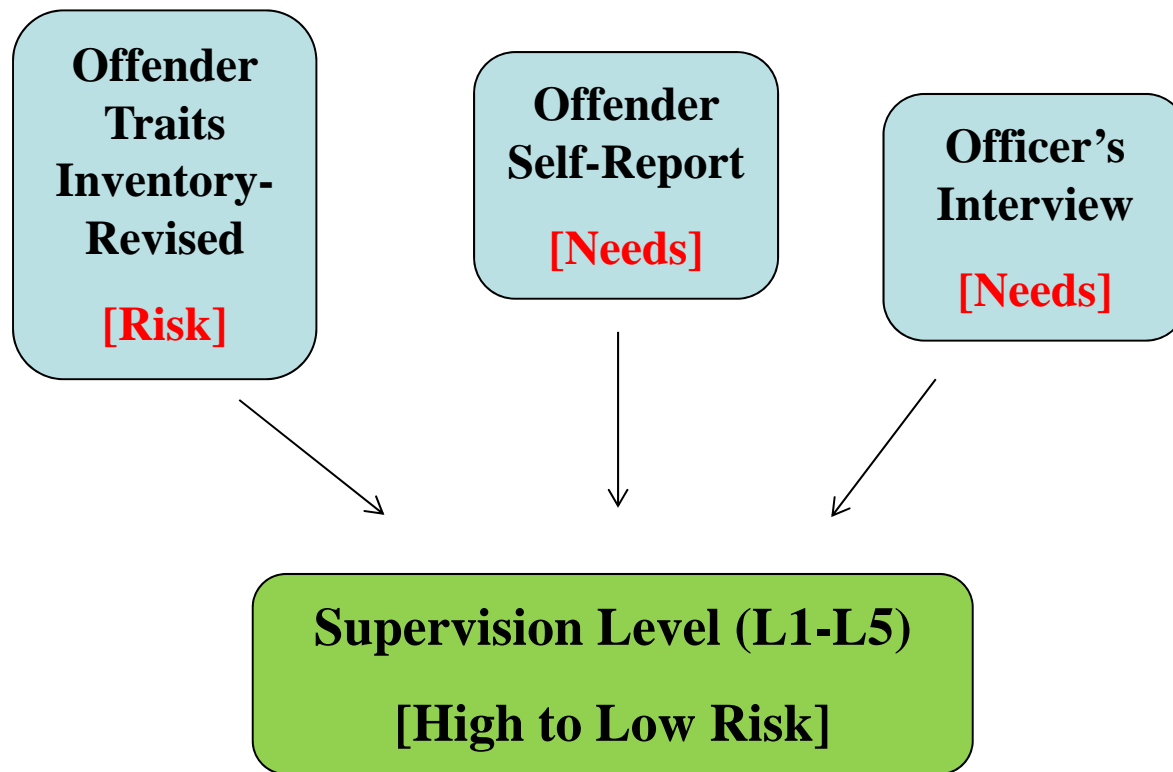 Offender
Traits
Inventory-
Revised
[Risk]
Offender
Self-Report
[Needs]
Officer’s
Interview
[Needs]
Supervision Level (L1-L5)
[High to Low Risk]